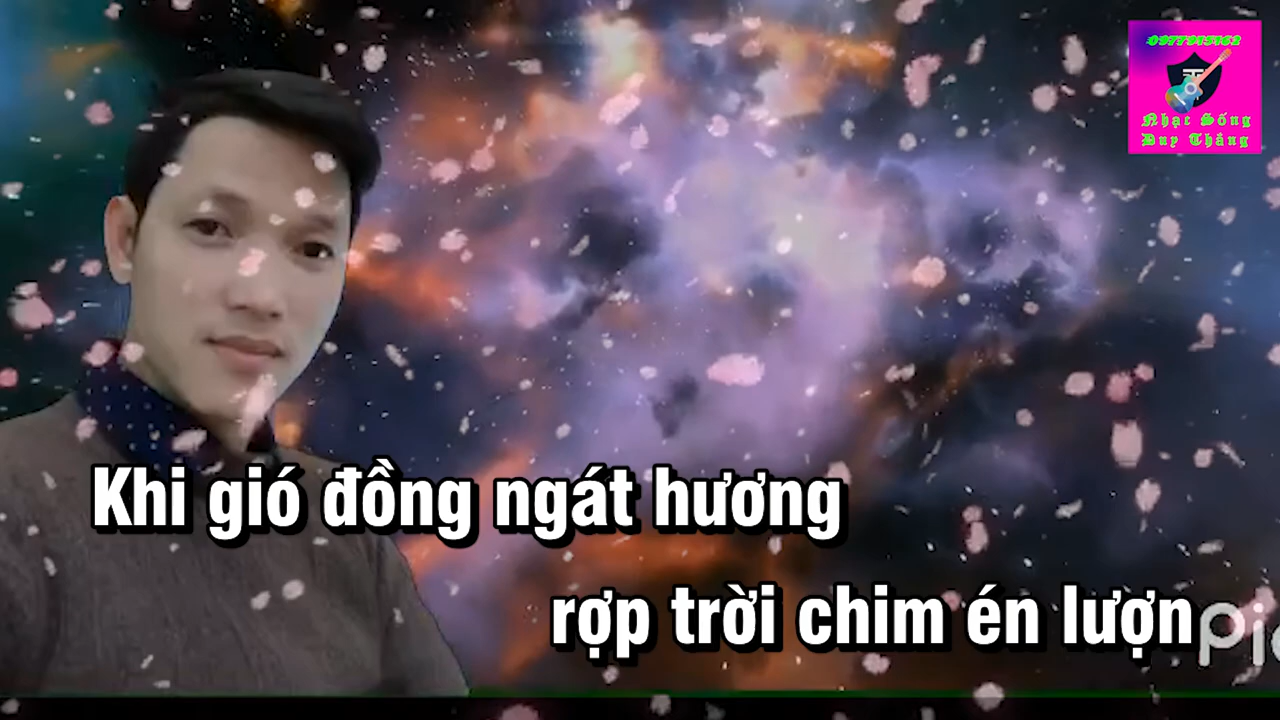 Nhạc Sống
Duy Thắng
Khi gió đồng ngát hương
rợp trời chim én lượn